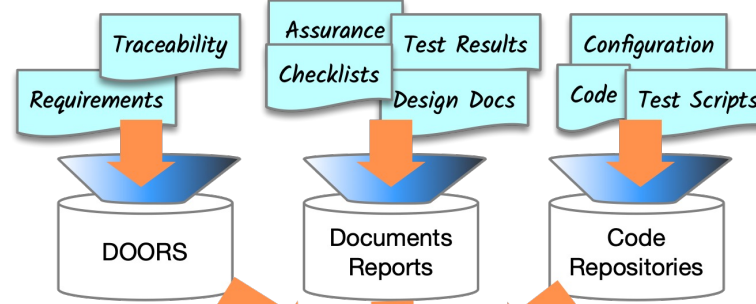 Traceability
Requirements
Assurance
Checklists
Test Results
Design Docs
Configuration
Code
Test Scripts
DOORS
Documents
Reports
Code
Repositories